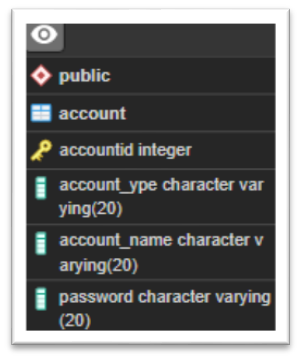 public
account
accountid integer
account_ype character var
ying(20)
account_name character v
arying(20)
password character varying
(20)